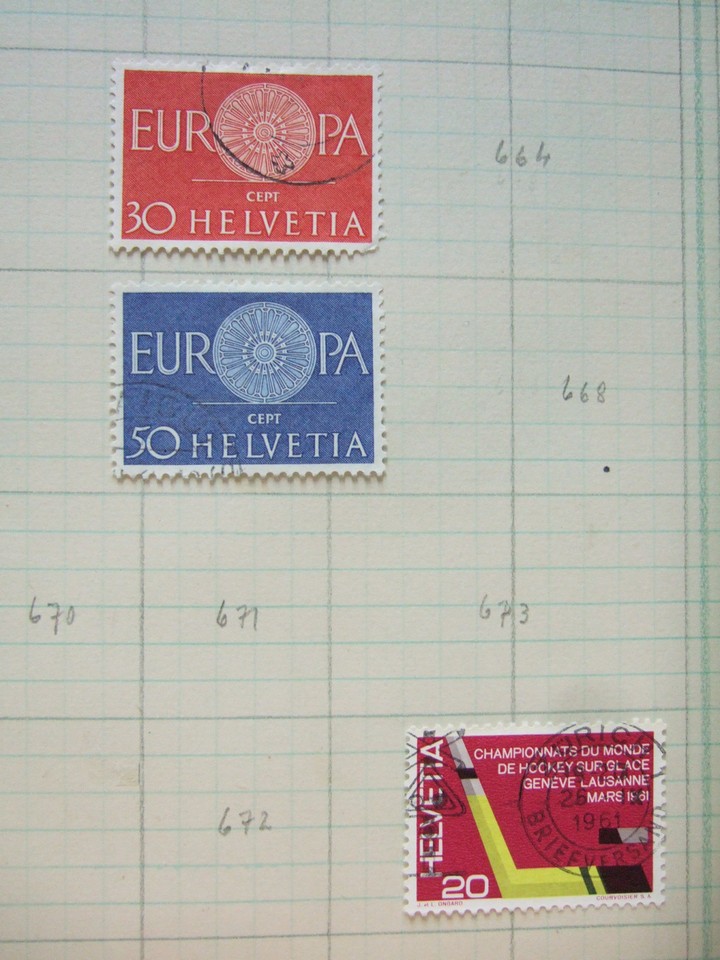 EUROPA
CEPT
30 HELVETIA
664
EUROPA
CEPT
50 HELVETIA
668
670
671
673
672
HELVETIA
CHAMPIONNATS DU MONDE
DE HOCKEY SUR GLACE
GENÈVE LAUSANNE
MARS 1961
20
1961
BRIEFVERSAND
COURVOISIER S.A.